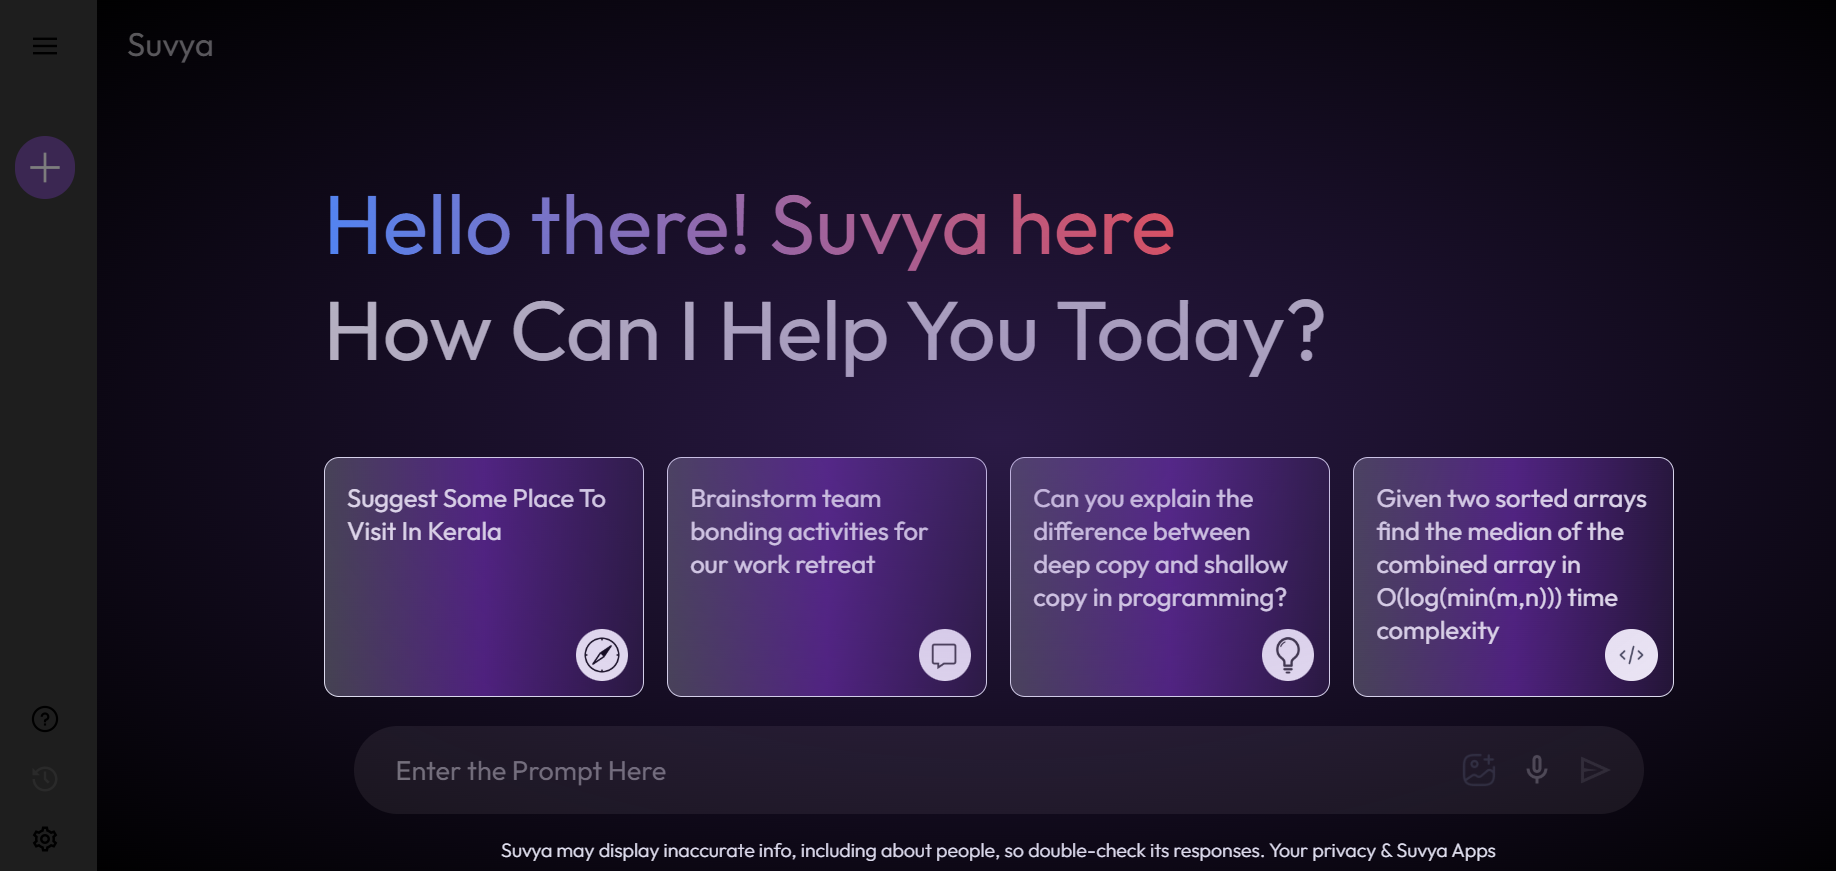 Suvya
Hello there! Suvya here
How Can I Help You Today?
Suggest Some Place To
Visit In Kerala
Brainstorm team
bonding activities for
our work retreat
Can you explain the
difference between
deep copy and shallow
copy in programming?
Given two sorted arrays
find the median of the
combined array in
O(log(min(m,n))) time
complexity
Enter the Prompt Here
Suvya may display inaccurate info, including about people, so double-check its responses. Your privacy & Suvya Apps